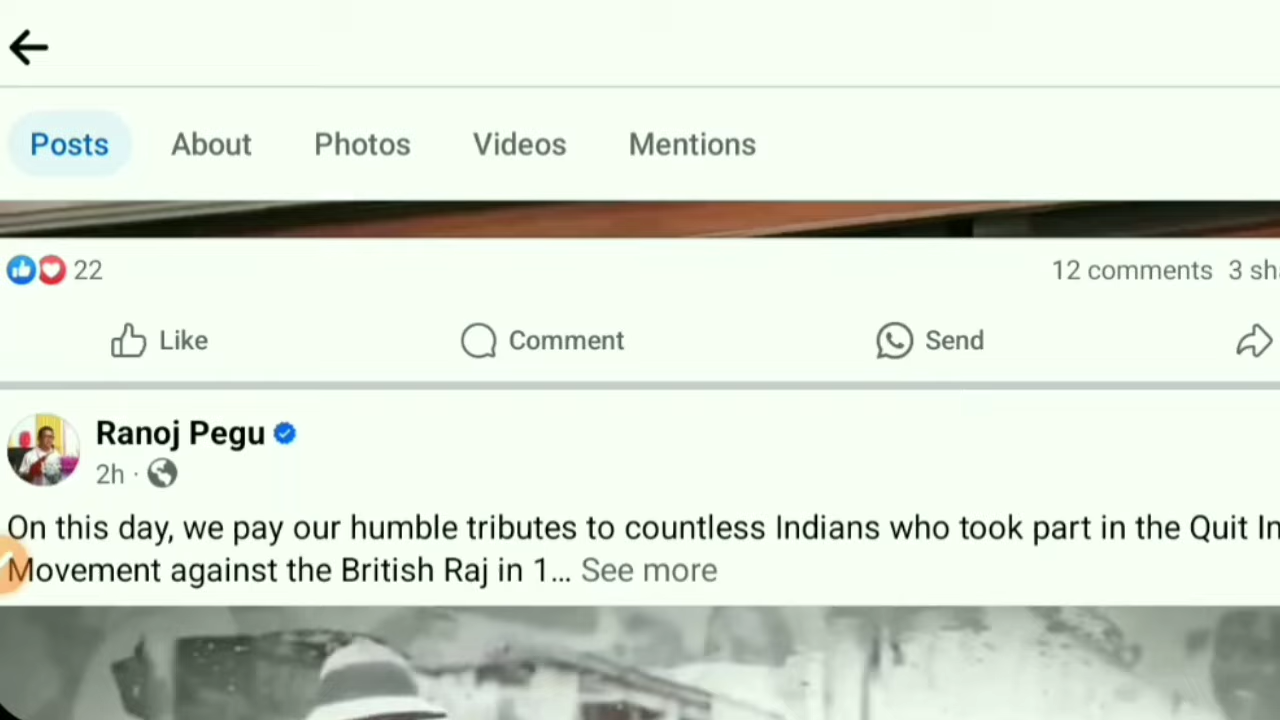 Posts About Photos Videos Mentions
22 12 comments 3 sh
Like Comment Send
Ranoj Pegu
2h ·
On this day, we pay our humble tributes to countless Indians who took part in the Quit In
Movement against the British Raj in 1... See more